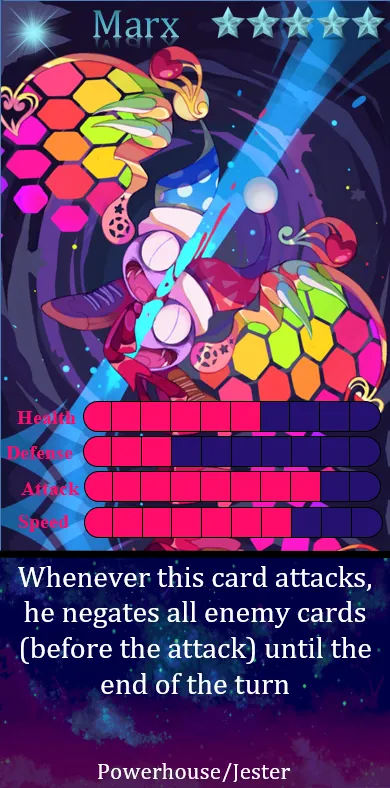 Marx
Health
Defense
Attack
Speed
Whenever this card attacks,
he negates all enemy cards
(before the attack) until the
end of the turn
Powerhouse/Jester